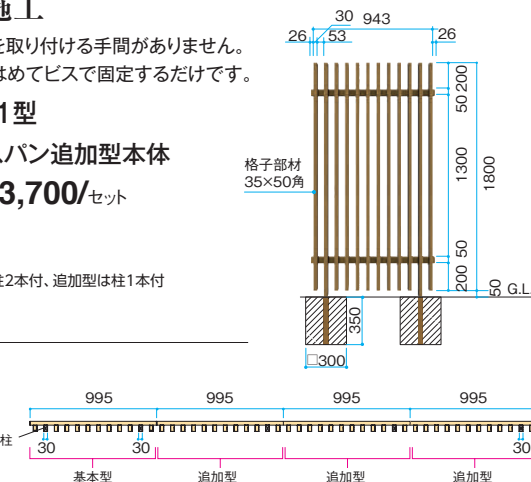 施工
を取り付ける手間がありません。
はめてビスで固定するだけです。
1型
スパン追加型本体
3,700/セット
柱2本付、追加型は柱1本付
30 943
26 53 26
50 200
1300
1800
格子部材
35×50角
200 50
50 G.L.
350
□300
995 995 995 995
柱
30 30 30
基本型 追加型 追加型 追加型